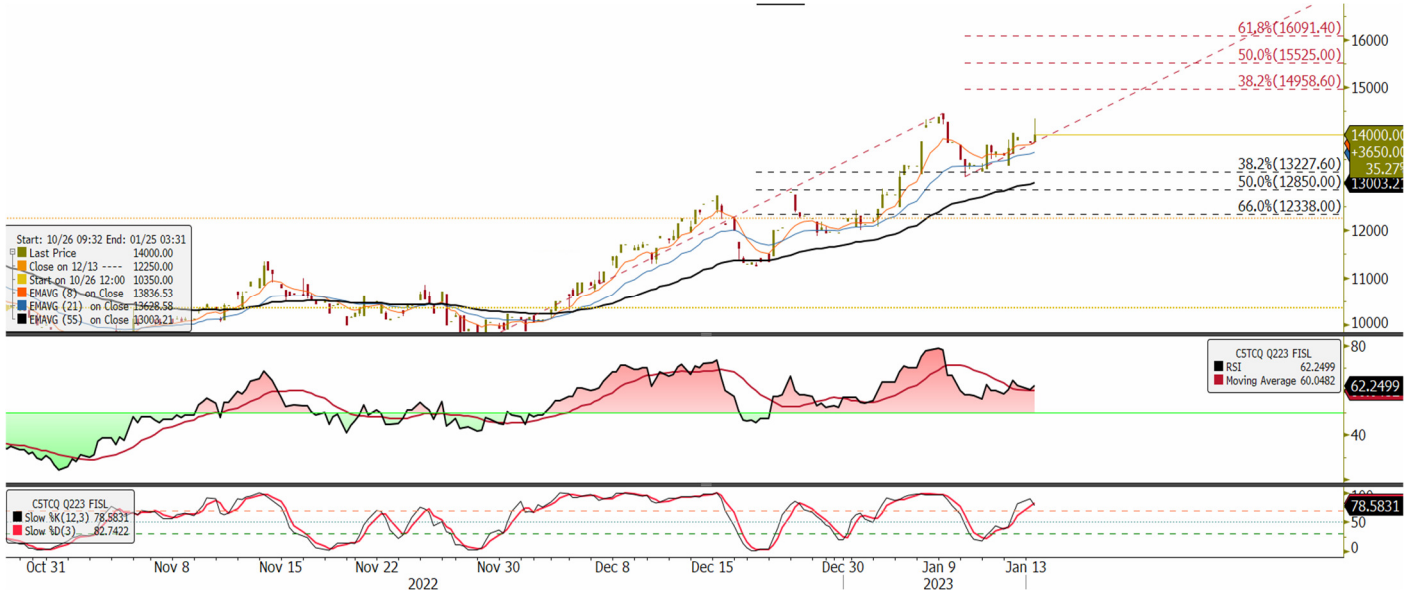 61.8%(16091.40)
16000
50.0%(15525.00)
15000
38.2%(14958.60)
14000.00
+3650.00
35.27%
38.2%(13227.60)
50.0%(12850.00)
13003.21
66.0%(12338.00)
12000
11000
10000
Start: 10/26 09:32 End: 01/25 03:31
Last Price 14000.00
Close on 12/13 ---- 12250.00
Start on 10/26 12:00 10350.00
EMAVG (8) on Close 13836.53
EMAVG (21) on Close 13628.58
EMAVG (55) on Close 13003.21
80
C5TCQ Q223 FISL
RSI 62.2499
Moving Average 60.0482
62.2499
40
C5TCQ Q223 FISL
Slow %K(12,3) 78.5831
Slow %D(3) 82.7422
100
78.5831
50
0
Oct 31 Nov 8 Nov 15 Nov 22 Nov 30 Dec 8 Dec 15 Dec 30 Jan 9 Jan 13
2022 2023